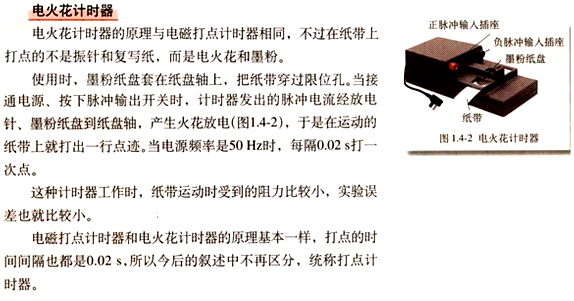 电火花计时器
电火花计时器的原理与电磁打点计时器相同，不过在纸带上
打点的不是振针和复写纸，而是电火花和墨粉。
使用时，墨粉纸盘套在纸盘轴上，把纸带穿过限位孔。当接
通电源、按下脉冲输出开关时，计时器发出的脉冲电流经放电
针、墨粉纸盘到纸盘轴，产生火花放电(图1.4-2)，于是在运动的
纸带上就打出一行点迹。当电源频率是50 Hz时，每隔0.02 s打一
次点。
这种计时器工作时，纸带运动时受到的阻力比较小，实验误
差也就比较小。
电磁打点计时器和电火花计时器的原理基本一样，打点的时
间间隔也都是0.02 s，所以今后的叙述中不再区分，统称打点计
时器。
正脉冲输入插座
负脉冲输入插座
墨粉纸盘
纸带
图 1.4-2 电火花计时器